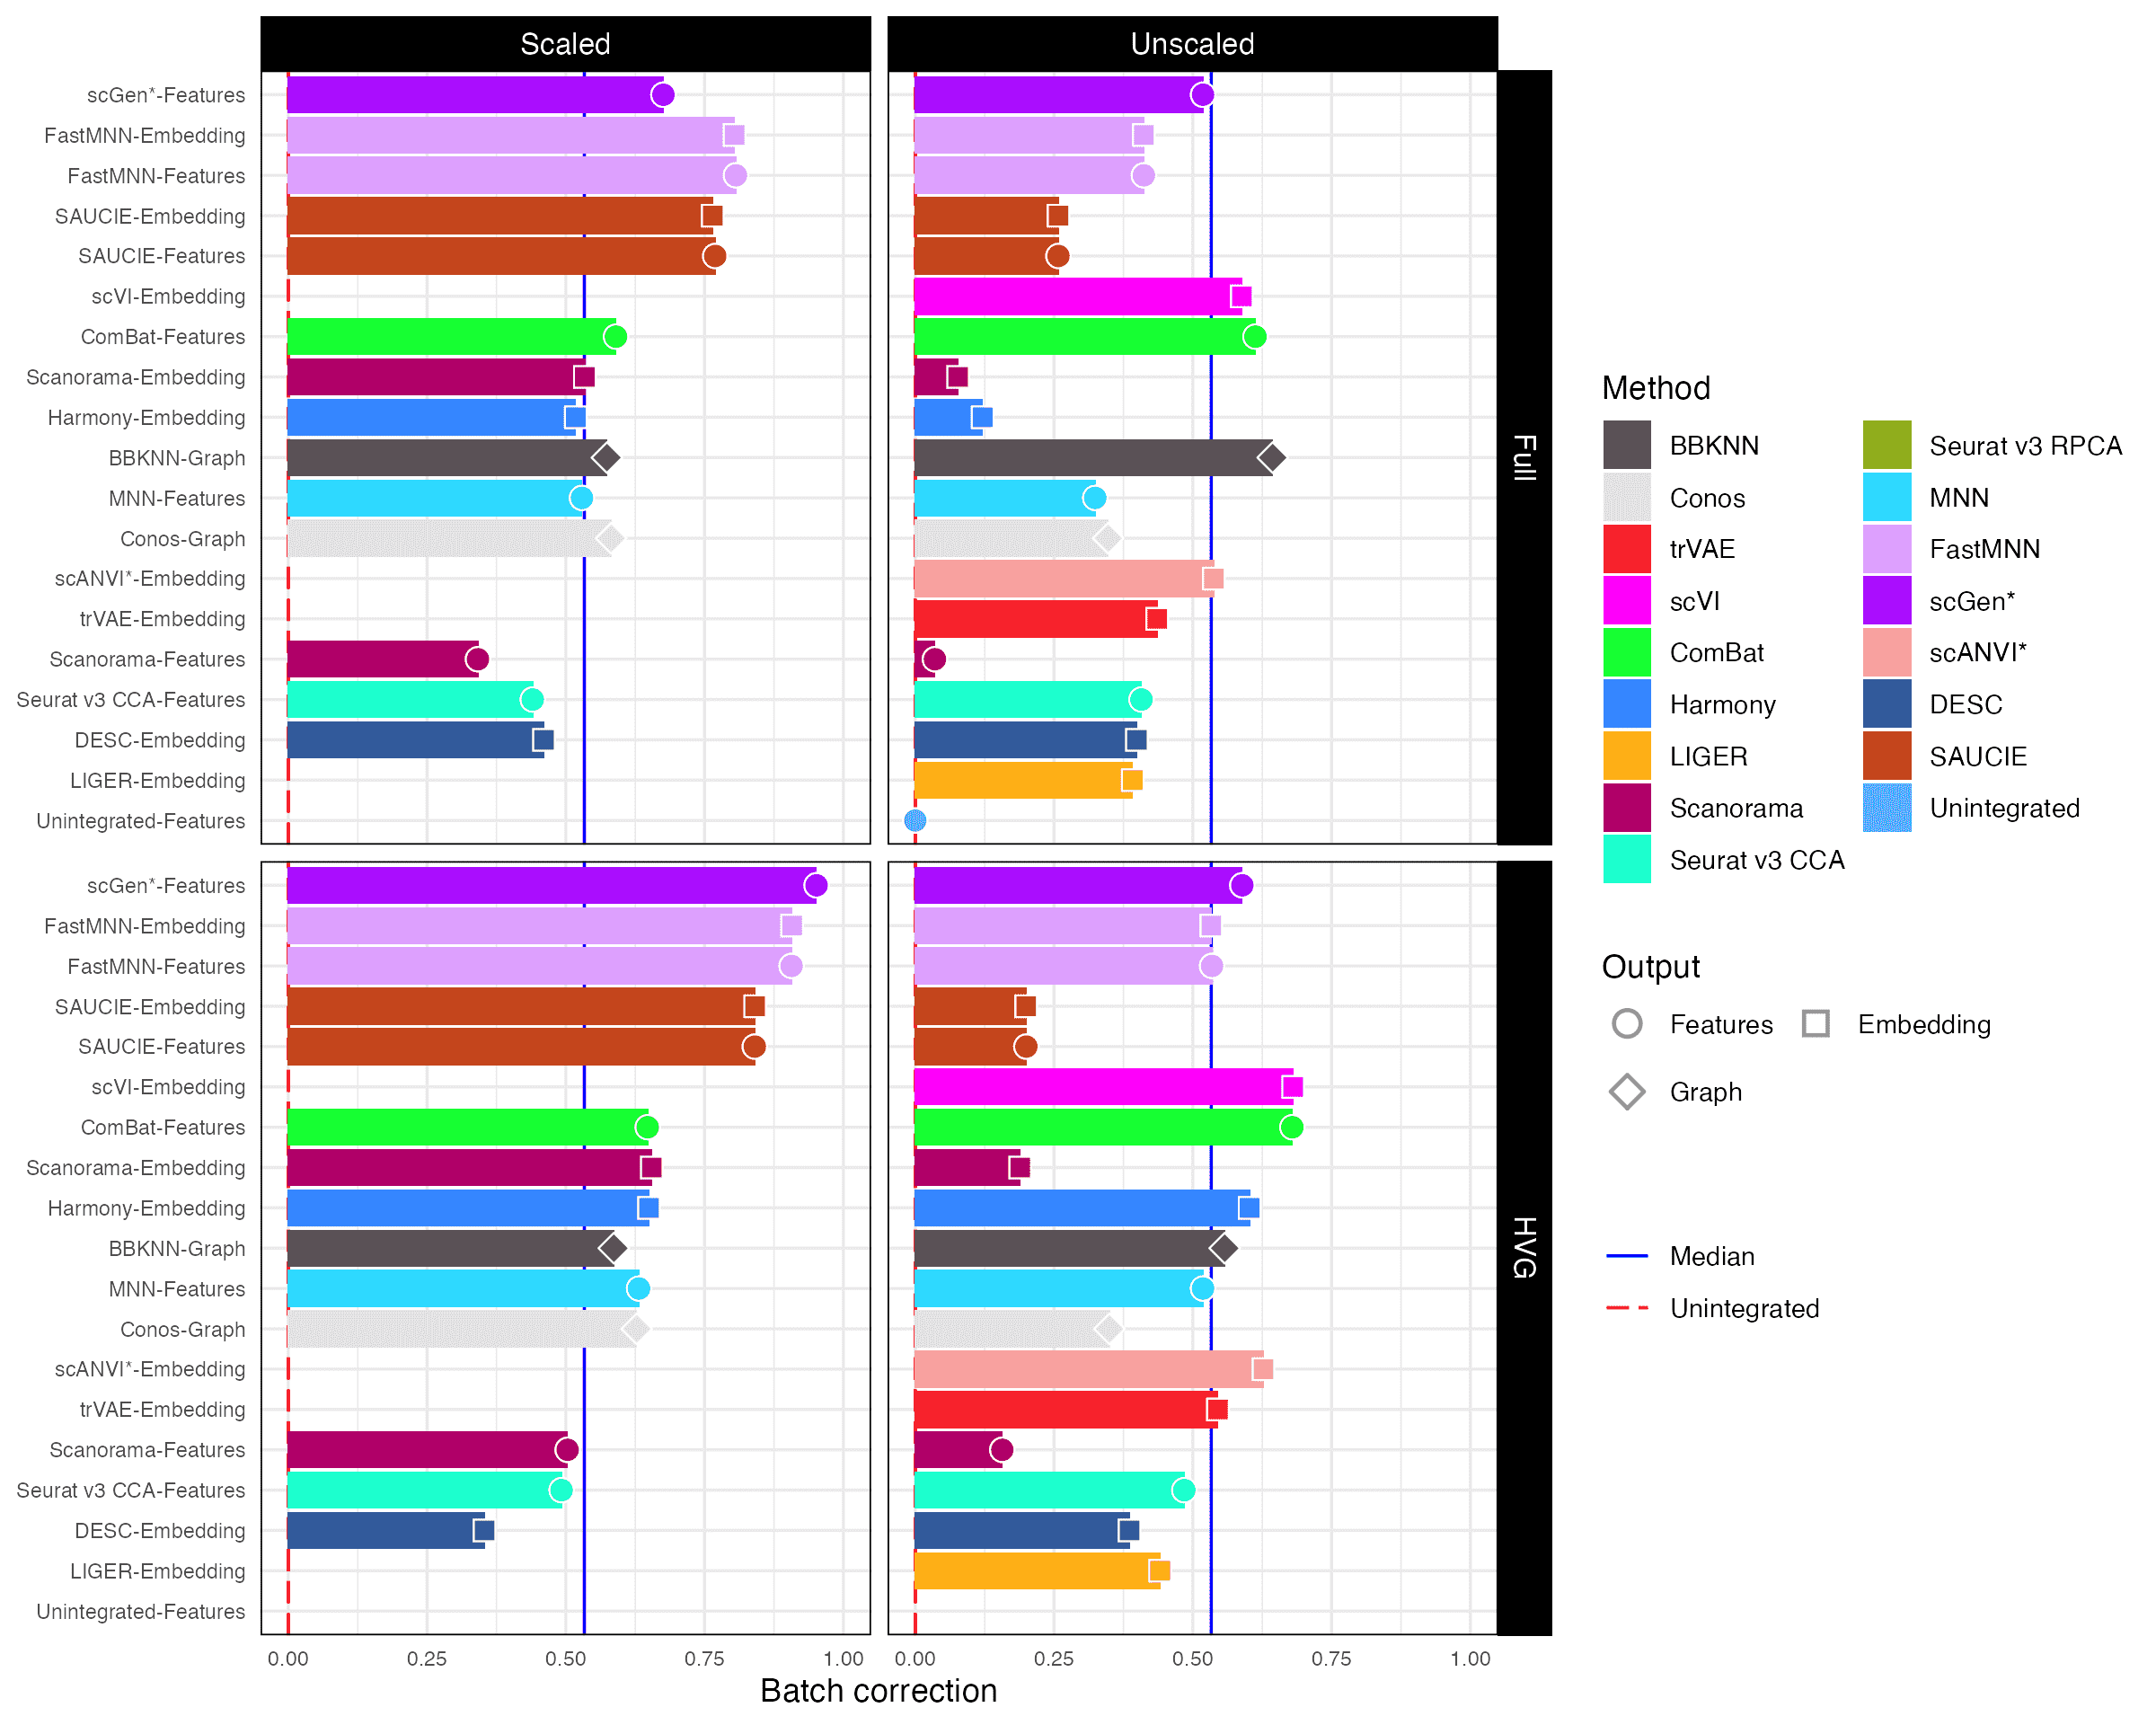 Scaled
Unscaled
scGen*-Features
FastMNN-Embedding
FastMNN-Features
SAUCIE-Embedding
SAUCIE-Features
scVI-Embedding
ComBat-Features
Scanorama-Embedding
Harmony-Embedding
BBKNN-Graph
MNN-Features
Conos-Graph
scANVI*-Embedding
trVAE-Embedding
Scanorama-Features
Seurat v3 CCA-Features
DESC-Embedding
LIGER-Embedding
Unintegrated-Features
Full
scGen*-Features
FastMNN-Embedding
FastMNN-Features
SAUCIE-Embedding
SAUCIE-Features
scVI-Embedding
ComBat-Features
Scanorama-Embedding
Harmony-Embedding
BBKNN-Graph
MNN-Features
Conos-Graph
scANVI*-Embedding
trVAE-Embedding
Scanorama-Features
Seurat v3 CCA-Features
DESC-Embedding
LIGER-Embedding
Unintegrated-Features
HVG
0.00 0.25 0.50 0.75 1.00
0.00 0.25 0.50 0.75 1.00
Batch correction
Method
BBKNN
Conos
trVAE
scVI
ComBat
Harmony
LIGER
Scanorama
Seurat v3 CCA
Seurat v3 RPCA
MNN
FastMNN
scGen*
scANVI*
DESC
SAUCIE
Unintegrated
Output
Features
Embedding
Graph
Median
Unintegrated